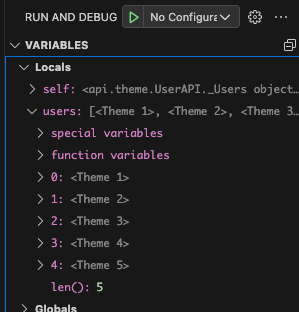 RUN AND DEBUG No Configura
VARIABLES
Locals
self: <api.theme.UserAPI._Users object…
users: [<Theme 1>, <Theme 2>, <Theme 3…
special variables
function variables
0: <Theme 1>
1: <Theme 2>
2: <Theme 3>
3: <Theme 4>
4: <Theme 5>
len(): 5
Globals